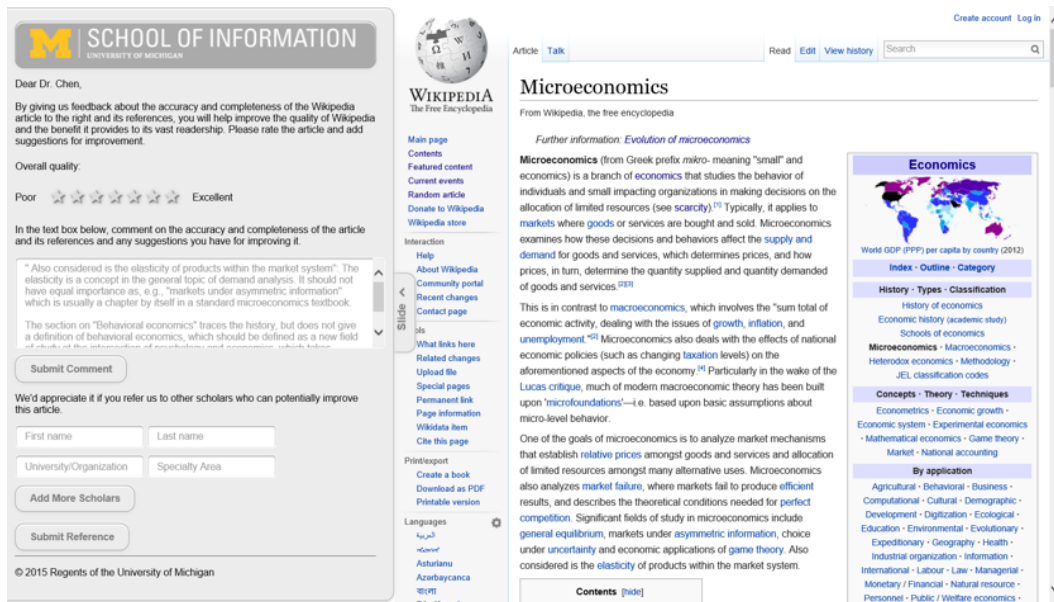 SCHOOL OF INFORMATION
UNIVERSITY OF MICHIGAN
Dear Dr. Chen,
By giving us feedback about the accuracy and completeness of the Wikipedia
article to the right and its references, you will help improve the quality of Wikipedia
and the benefit it provides to its vast readership. Please rate the article and add
suggestions for improvement.
Overall quality:
Poor
Excellent
In the text box below, comment on the accuracy and completeness of the article
and its references and any suggestions you have for improving it.
" Also considered is the elasticity of products within the market system": The
elasticity is a concept in the general topic of demand analysis. It should not
have equal importance as, e.g., "markets under asymmetric information"
which is usually a chapter by itself in a standard microeconomics textbook.
The section on "Behavioral economics" traces the history, but does not give
a definition of behavioral economics, which should be defined as a new field
of study at the intersection of psychology and economics, which takes
Submit Comment
We'd appreciate it if you refer us to other scholars who can potentially improve
this article.
First name
Last name
University/Organization
Specialty Area
Add More Scholars
Submit Reference
© 2015 Regents of the University of Michigan
Slide
WIKIPEDIA
The Free Encyclopedia
Main page
Contents
Featured content
Current events
Random article
Donate to Wikipedia
Wikipedia store
Interaction
Help
About Wikipedia
Community portal
Recent changes
Contact page
ols
What links here
Related changes
Upload file
Special pages
Permanent link
Page information
Wikidata item
Cite this page
Print/export
Create a book
Download as PDF
Printable version
Languages
العربية
Asturianu
Azərbaycanca
বাংলা
Create account Log in
Article Talk
Read Edit View history
Search
Microeconomics
From Wikipedia, the free encyclopedia
Further information: Evolution of microeconomics
Microeconomics (from Greek prefix mikro- meaning "small" and
economics) is a branch of economics that studies the behavior of
individuals and small impacting organizations in making decisions on the
allocation of limited resources (see scarcity).[1] Typically, it applies to
markets where goods or services are bought and sold. Microeconomics
examines how these decisions and behaviors affect the supply and
demand for goods and services, which determines prices, and how
prices, in turn, determine the quantity supplied and quantity demanded
of goods and services.[2][3]
This is in contrast to macroeconomics, which involves the "sum total of
economic activity, dealing with the issues of growth, inflation, and
unemployment."[2] Microeconomics also deals with the effects of national
economic policies (such as changing taxation levels) on the
aforementioned aspects of the economy.[4] Particularly in the wake of the
Lucas critique, much of modern macroeconomic theory has been built
upon 'microfoundations'—i.e. based upon basic assumptions about
micro-level behavior.
One of the goals of microeconomics is to analyze market mechanisms
that establish relative prices amongst goods and services and allocation
of limited resources amongst many alternative uses. Microeconomics
also analyzes market failure, where markets fail to produce efficient
results, and describes the theoretical conditions needed for perfect
competition. Significant fields of study in microeconomics include
general equilibrium, markets under asymmetric information, choice
under uncertainty and economic applications of game theory. Also
considered is the elasticity of products within the market system.
Contents [hide]
Economics
World GDP (PPP) per capita by country (2012)
Index · Outline · Category
History · Types · Classification
History of economics
Economic history (academic study)
Schools of economics
Microeconomics · Macroeconomics ·
Heterodox economics · Methodology ·
JEL classification codes
Concepts · Theory · Techniques
Econometrics · Economic growth ·
Economic system · Experimental economics
· Mathematical economics · Game theory ·
Market · National accounting
By application
Agricultural · Behavioral · Business ·
Computational · Cultural · Demographic ·
Development · Digitization · Ecological ·
Education · Environmental · Evolutionary ·
Expeditionary · Geography · Health ·
Industrial organization · Information ·
International · Labour · Law · Managerial ·
Monetary / Financial · Natural resource ·
Personnel · Public / Welfare economics ·